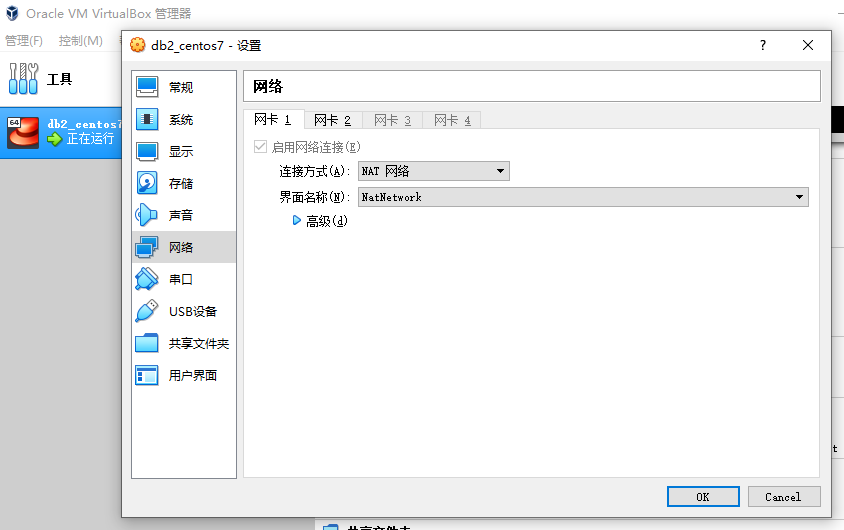 Oracle VM VirtualBox 管理器
管理(F) 控制(M)
db2_centos7 - 设置
工具
64
db2_centos7
正在运行
常规
系统
显示
存储
声音
网络
串口
USB设备
共享文件夹
用户界面
网络
网卡 1 网卡 2 网卡 3 网卡 4
启用网络连接(E)
连接方式(A): NAT 网络
界面名称(N): NatNetwork
高级(d)
OK Cancel
共享文件夹